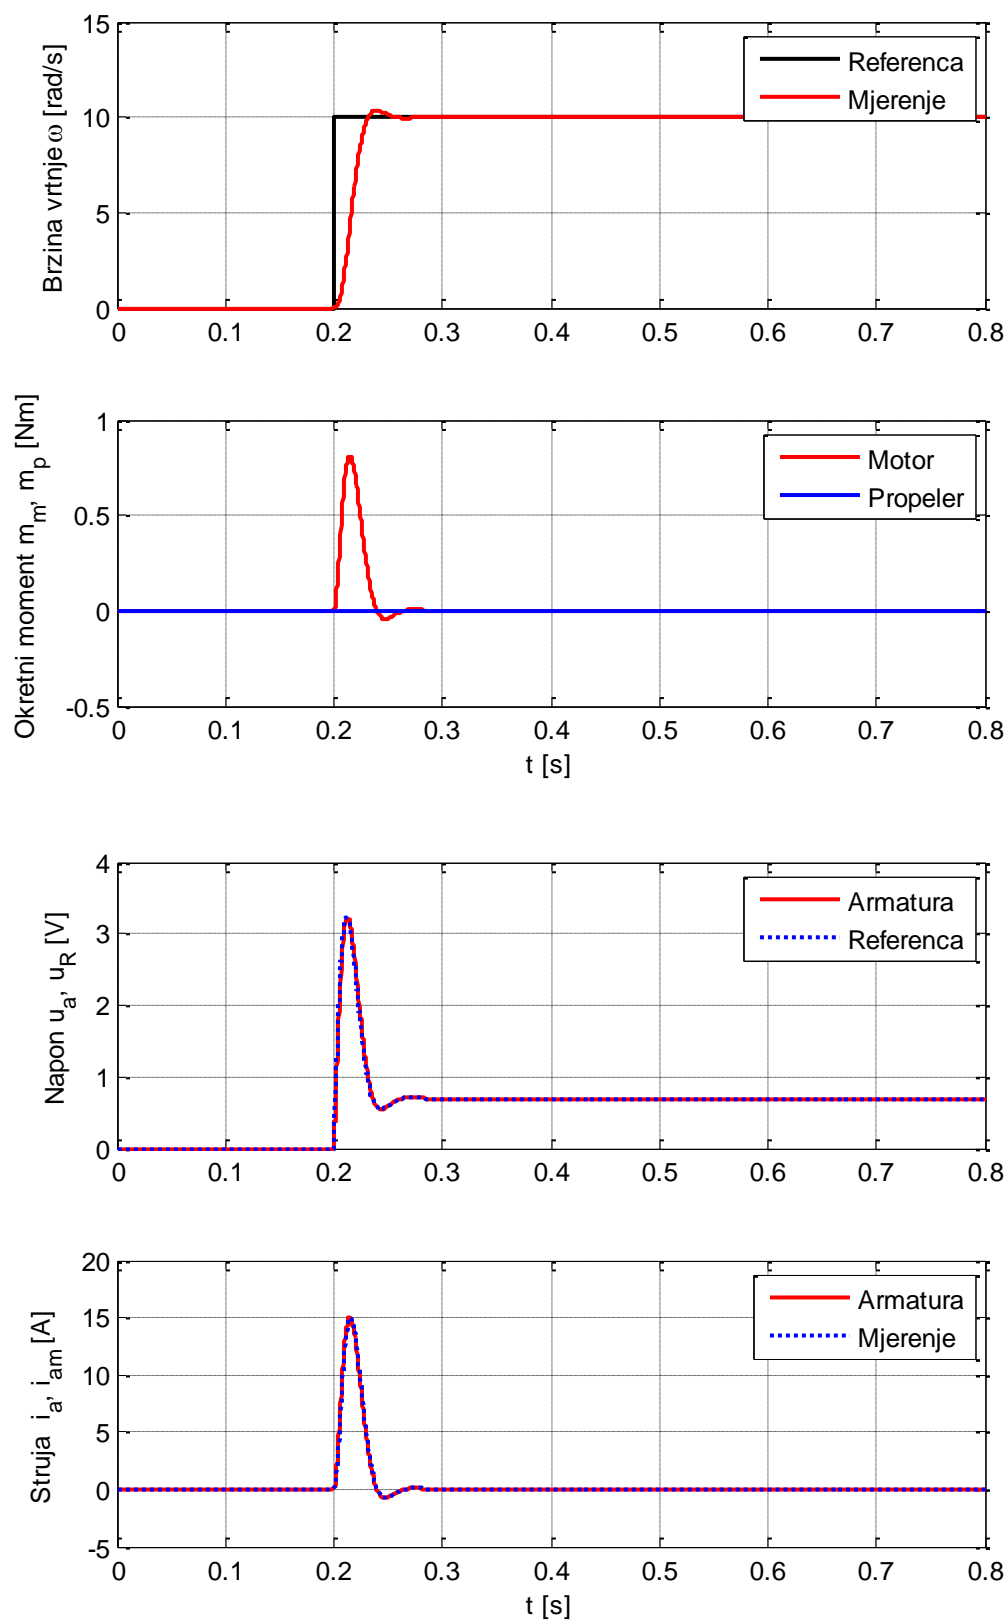 15
10
5
0
Brzina vrtnje ω [rad/s]
Referenca
Mjerenje
0 0.1 0.2 0.3 0.4 0.5 0.6 0.7 0.8
1
0.5
0
-0.5
Okretni moment m_m, m_p [Nm]
Motor
Propeler
0 0.1 0.2 0.3 0.4 0.5 0.6 0.7 0.8
t [s]
4
3
2
1
0
Napon u_a, u_R [V]
Armatura
Referenca
0 0.1 0.2 0.3 0.4 0.5 0.6 0.7 0.8
20
15
10
5
0
-5
Struja i_a, i_am [A]
Armatura
Mjerenje
0 0.1 0.2 0.3 0.4 0.5 0.6 0.7 0.8
t [s]